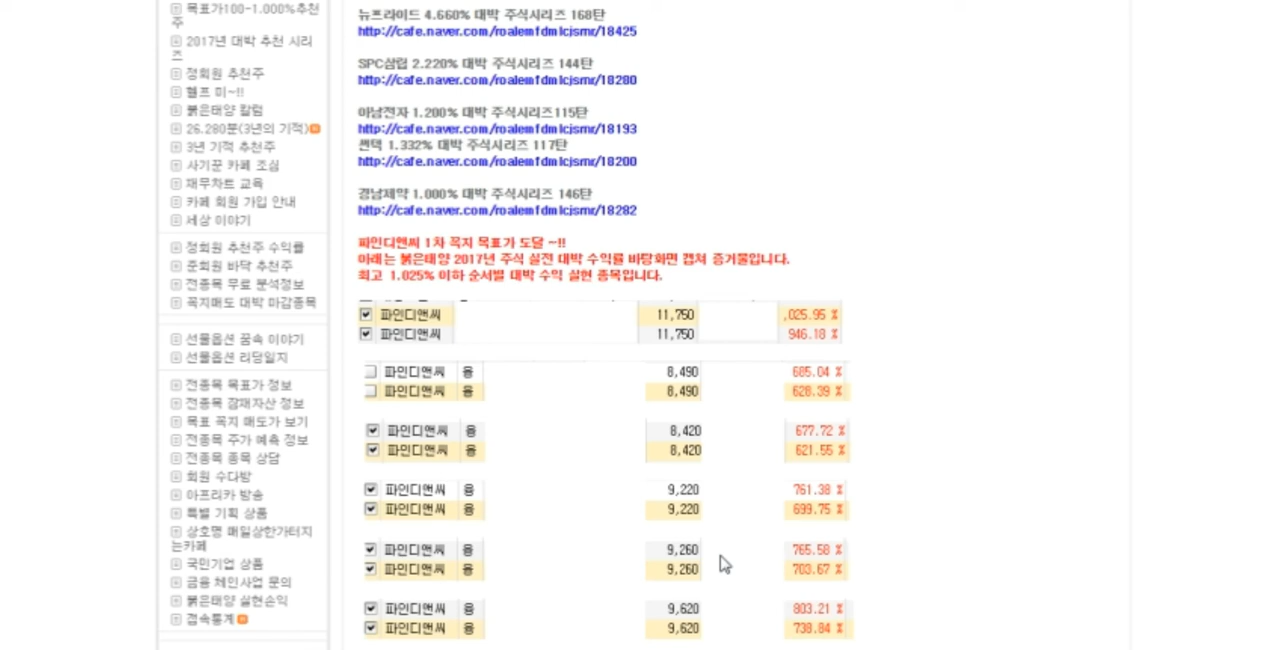 목표가100-1.000%추천
주
2017년 대박 추천 시리
즈
정회원 추천주
헬프 미~!!
붉은태양 칼럼
26.280분(3년의 기적)
3년 기적 추천주
사기꾼 카페 조심
재무차트 교육
카페 회원 가입 안내
세상 이야기
정회원 추천주 수익률
준회원 바닥 추천주
전종목 무료 분석정보
꼭지매도 대박 마감종목
선물옵션 꿈속 이야기
선물옵션 리딩일지
전종목 목표가 정보
전종목 잠재자산 정보
목표 꼭지 매도가 보기
전종목 주가 예측 정보
전종목 종목 상담
회원 수다방
아프리카 방송
특별 기획 상품
상호명 매일상한가터지
는카페
국민기업 상품
금융 체인사업 문의
붉은태양 실현손익
접속통계
뉴프라이드 4.660% 대박 주식시리즈 168탄
http://cafe.naver.com/roalemfdmlcjsrnr/18425
SPC삼립 2.220% 대박 주식시리즈 144탄
http://cafe.naver.com/roalemfdmlcjsrnr/18280
아남전자 1.200% 대박 주식시리즈115탄
http://cafe.naver.com/roalemfdmlcjsrnr/18193
쎈텍 1.332% 대박 주식시리즈 117탄
http://cafe.naver.com/roalemfdmlcjsrnr/18200
경남제약 1.000% 대박 주식시리즈 146탄
http://cafe.naver.com/roalemfdmlcjsrnr/18282
파인디앤씨 1차 꼭지 목표가 도달 ~!!
아래는 붉은태양 2017년 주식 실전 대박 수익률 바탕화면 캡쳐 증거물입니다.
최고 1.025% 이하 순서별 대박 수익 실현 종목입니다.
파인디앤씨 11,750 ,025.95 %
파인디앤씨 11,750 946.18 %
파인디앤씨 융 8,490 685.04 %
파인디앤씨 융 8,490 628.39 %
파인디앤씨 융 8,420 677.72 %
파인디앤씨 융 8,420 621.55 %
파인디앤씨 융 9,220 761.38 %
파인디앤씨 융 9,220 699.75 %
파인디앤씨 융 9,260 765.58 %
파인디앤씨 융 9,260 703.67 %
파인디앤씨 융 9,620 803.21 %
파인디앤씨 융 9,620 738.84 %